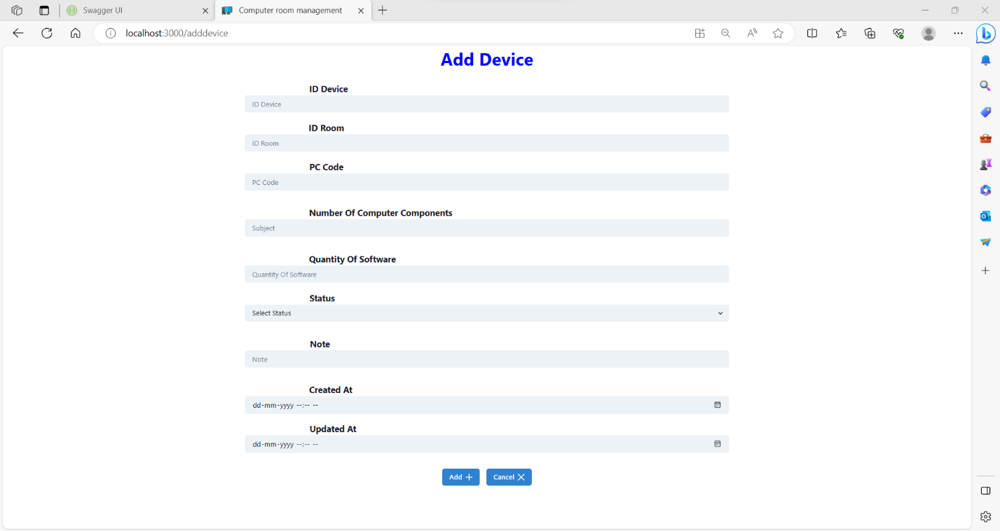 Swagger UI
Computer room management
localhost:3000/adddevice
Add Device
ID Device
ID Device
ID Room
ID Room
PC Code
PC Code
Number Of Computer Components
Subject
Quantity Of Software
Quantity Of Software
Status
Select Status
Note
Note
Created At
dd-mm-yyyy --:-- --
Updated At
dd-mm-yyyy --:-- --
Add
Cancel